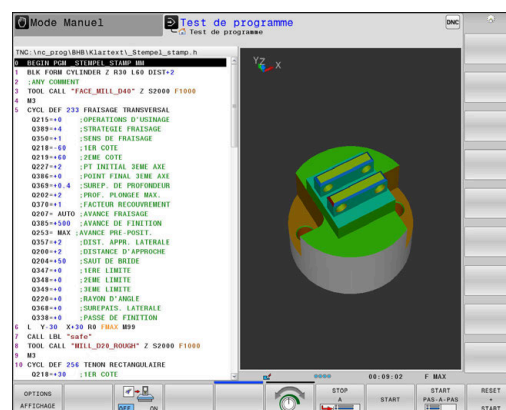 Mode Manuel
Test de programme
Test de programme
DNC
TNC:\nc_prog\BHB\Klartext\_Stempel_stamp.h
0 BEGIN PGM _STEMPEL_STAMP MM
1 BLK FORM CYLINDER Z R30 L60 DIST+2
2 ;ANY COMMENT
3 TOOL CALL "FACE_MILL_D40" Z S2000 F1000
4 M3
5 CYCL DEF 233 FRAISAGE TRANSVERSAL
Q215=+0 ;OPERATIONS D'USINAGE
Q389=+4 ;STRATEGIE FRAISAGE
Q350=+1 ;SENS DE FRAISAGE
Q218=-60 ;1ER COTE
Q219=+60 ;2EME COTE
Q227=+2 ;PT INITIAL 3EME AXE
Q386=+0 ;POINT FINAL 3EME AXE
Q369=+0.4 ;SUREP. DE PROFONDEUR
Q202=+2 ;PROF. PLONGEE MAX.
Q370=+1 ;FACTEUR RECOUVREMENT
Q207= AUTO ;AVANCE FRAISAGE
Q385=+500 ;AVANCE DE FINITION
Q253= MAX ;AVANCE PRE-POSIT.
Q357=+2 ;DIST. APPR. LATERALE
Q200=+2 ;DISTANCE D'APPROCHE
Q204=+50 ;SAUT DE BRIDE
Q347=+0 ;1ERE LIMITE
Q348=+0 ;2EME LIMITE
Q349=+0 ;3EME LIMITE
Q220=+0 ;RAYON D'ANGLE
Q368=+0 ;SUREPAIS. LATERALE
Q338=+0 ;PASSE DE FINITION
6 L Y-30 X+30 R0 FMAX M99
7 CALL LBL "safe"
8 TOOL CALL "MILL_D20_ROUGH" Z S2000 F1000
9 M3
10 CYCL DEF 256 TENON RECTANGULAIRE
Q218=+30 ;1ER COTE
YZ X
00:09:02 F MAX
OPTIONS
AFFICHAGE
OFF ON
STOP
A
START
START
PAS-A-PAS
RESET
+
START